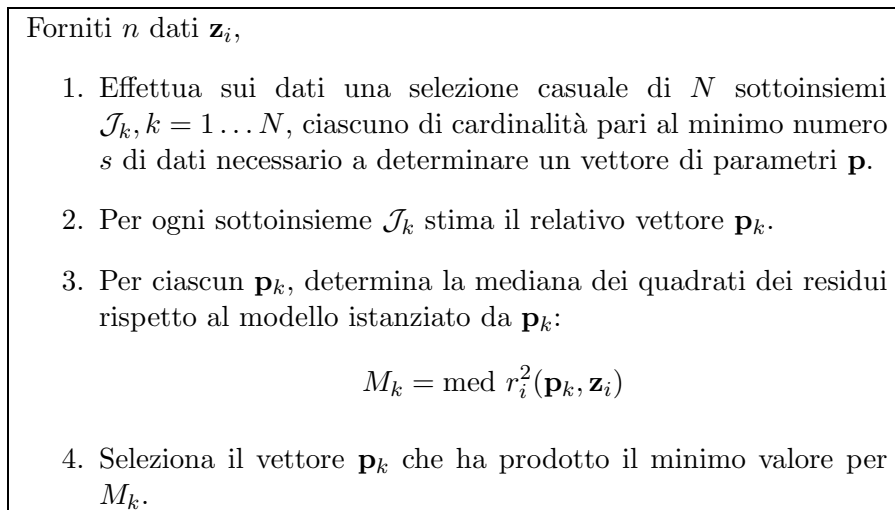 Forniti n dati z_i,
1. Effettua sui dati una selezione casuale di N sottoinsiemi
𝒥_k, k = 1 … N, ciascuno di cardinalità pari al minimo numero
s di dati necessario a determinare un vettore di parametri p.
2. Per ogni sottoinsieme 𝒥_k stima il relativo vettore p_k.
3. Per ciascun p_k, determina la mediana dei quadrati dei residui
rispetto al modello istanziato da p_k:
M_k = med r_i^2(p_k, z_i)
4. Seleziona il vettore p_k che ha prodotto il minimo valore per
M_k.